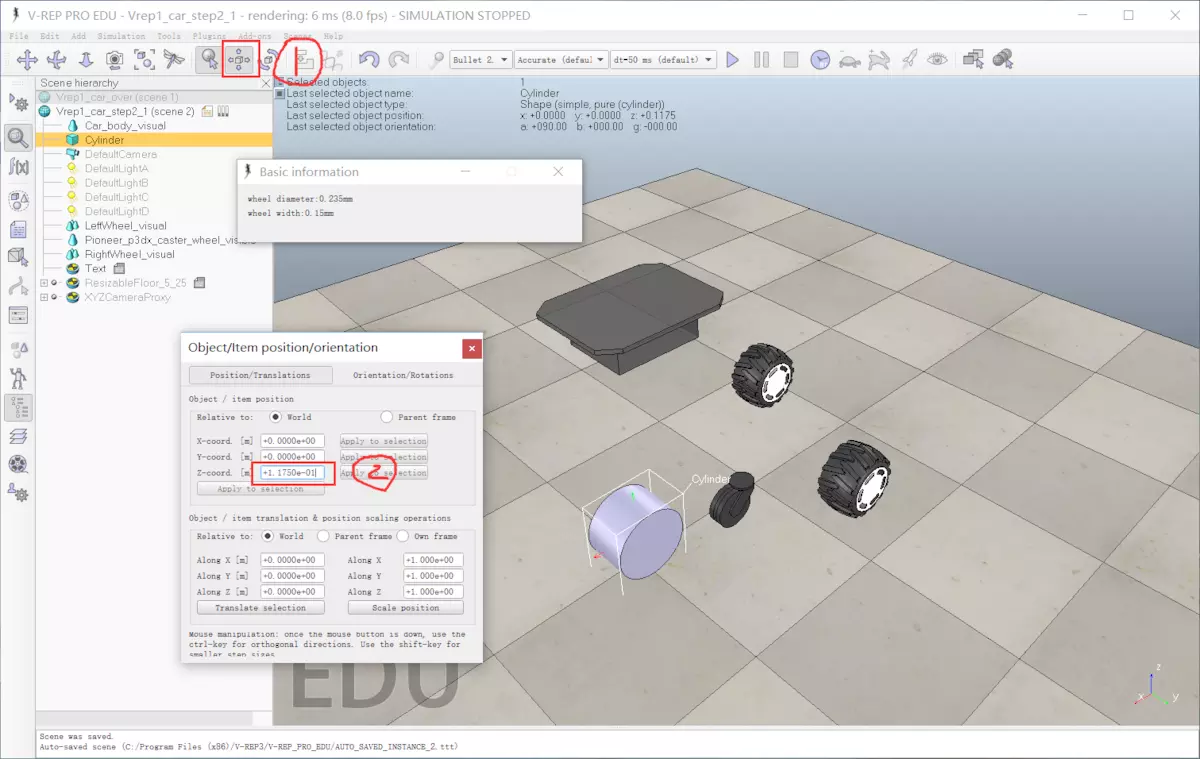 V-REP PRO EDU - Vrep1_car_step2_1 - rendering: 6 ms (8.0 fps) - SIMULATION STOPPED
File Edit Add Simulation Tools Plugins Add-ons Scenes Help
Bullet 2. Accurate (defaul dt=50 ms (default)
Scene hierarchy
Vrep1_car_over (scene 1)
Vrep1_car_step2_1 (scene 2)
Car_body_visual
Cylinder
DefaultCamera
DefaultLightA
DefaultLightB
DefaultLightC
DefaultLightD
LeftWheel_visual
Pioneer_p3dx_caster_wheel_visible
RightWheel_visual
Text
ResizableFloor_5_25
XYZCameraProxy
Selected objects: 1
Last selected object name: Cylinder
Last selected object type: Shape (simple, pure (cylinder))
Last selected object position: x: +0.0000 y: +0.0000 z: +0.1175
Last selected object orientation: a: +090.00 b: +000.00 g: -000.00
1
Basic information
wheel diameter:0.235mm
wheel width:0.15mm
Cylinder
Object/Item position/orientation
Position/Translations Orientation/Rotations
Object / item position
Relative to: World Parent frame
X-coord. [m] +0.0000e+00 Apply to selection
Y-coord. [m] +0.0000e+00 Apply to selection
Z-coord. [m] +1.1750e-01 Apply to selection
2
Apply to selection
Object / item translation & position scaling operations
Relative to: World Parent frame Own frame
Along X [m] +0.0000e+00 Along X +1.000e+00
Along Y [m] +0.0000e+00 Along Y +1.000e+00
Along Z [m] +0.0000e+00 Along Z +1.000e+00
Translate selection Scale position
Mouse manipulation: once the mouse button is down, use the
ctrl-key for orthogonal directions. Use the shift-key for
smaller step sizes.
EDU
z
x y
Scene was saved.
Auto-saved scene (C:/Program Files (x86)/V-REP3/V-REP_PRO_EDU/AUTO_SAVED_INSTANCE_2.ttt)